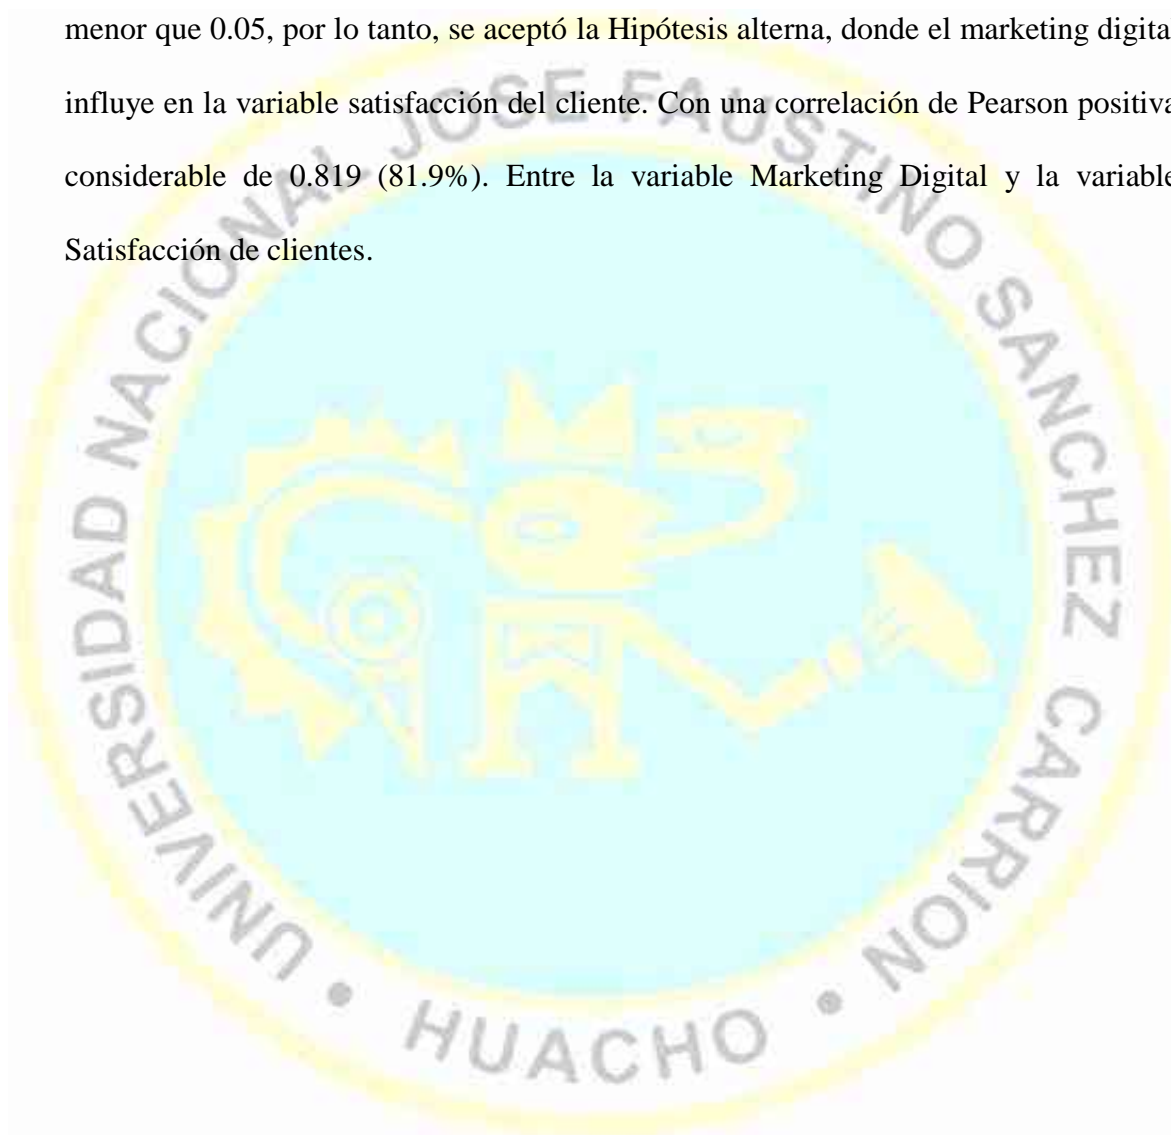 menor que 0.05, por lo tanto, se aceptó la Hipótesis alterna, donde el marketing digita
influye en la variable satisfacción del cliente. Con una correlación de Pearson positiva
considerable de 0.819 (81.9%). Entre la variable Marketing Digital y la variable
Satisfacción de clientes.
UNIVERSIDAD NACIONAL JOSE FAUSTINO SANCHEZ CARRION • HUACHO •